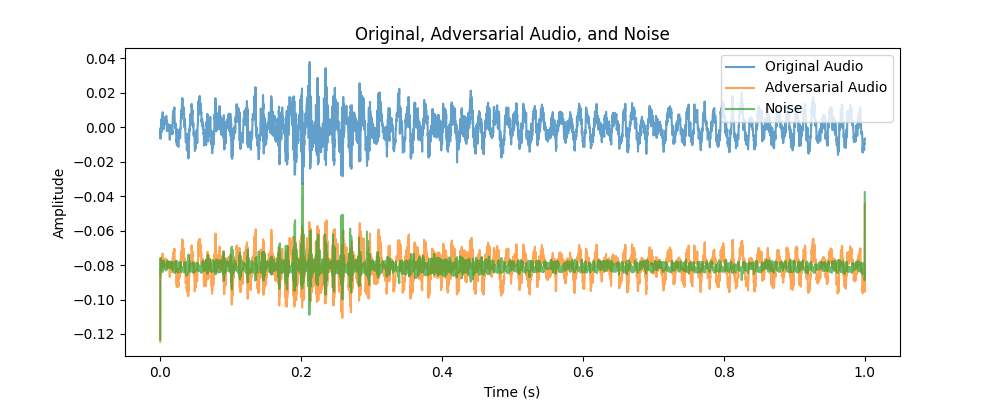 Original, Adversarial Audio, and Noise
Original Audio
Adversarial Audio
Noise
Amplitude
0.04
0.02
0.00
−0.02
−0.04
−0.06
−0.08
−0.10
−0.12
0.0
0.2
0.4
0.6
0.8
1.0
Time (s)